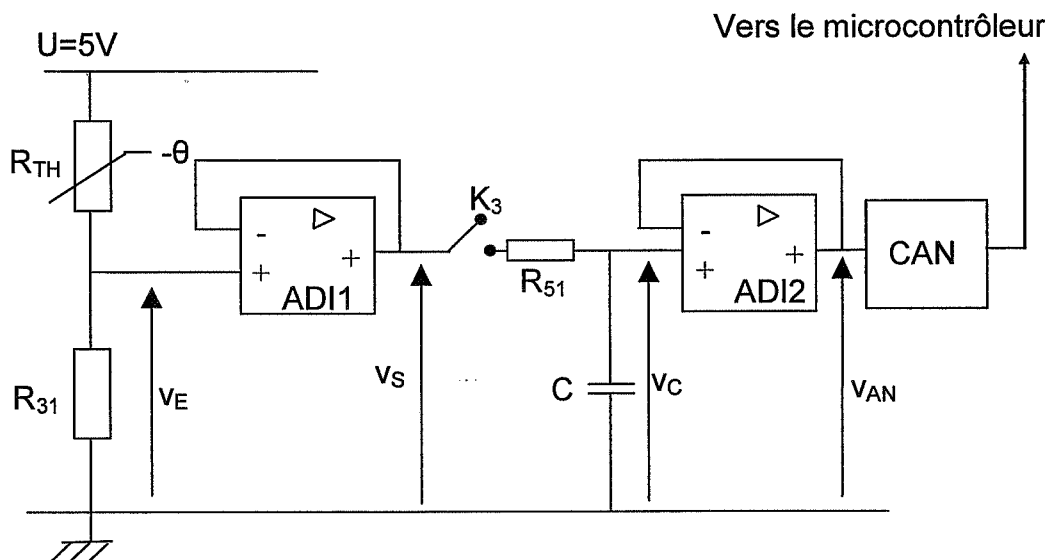 Vers le microcontrôleur
U=5V
R_TH
-θ
K_3
-
+
+
ADI1
R_51
-
+
+
ADI2
CAN
R_31
v_E
v_S
C
v_C
v_AN